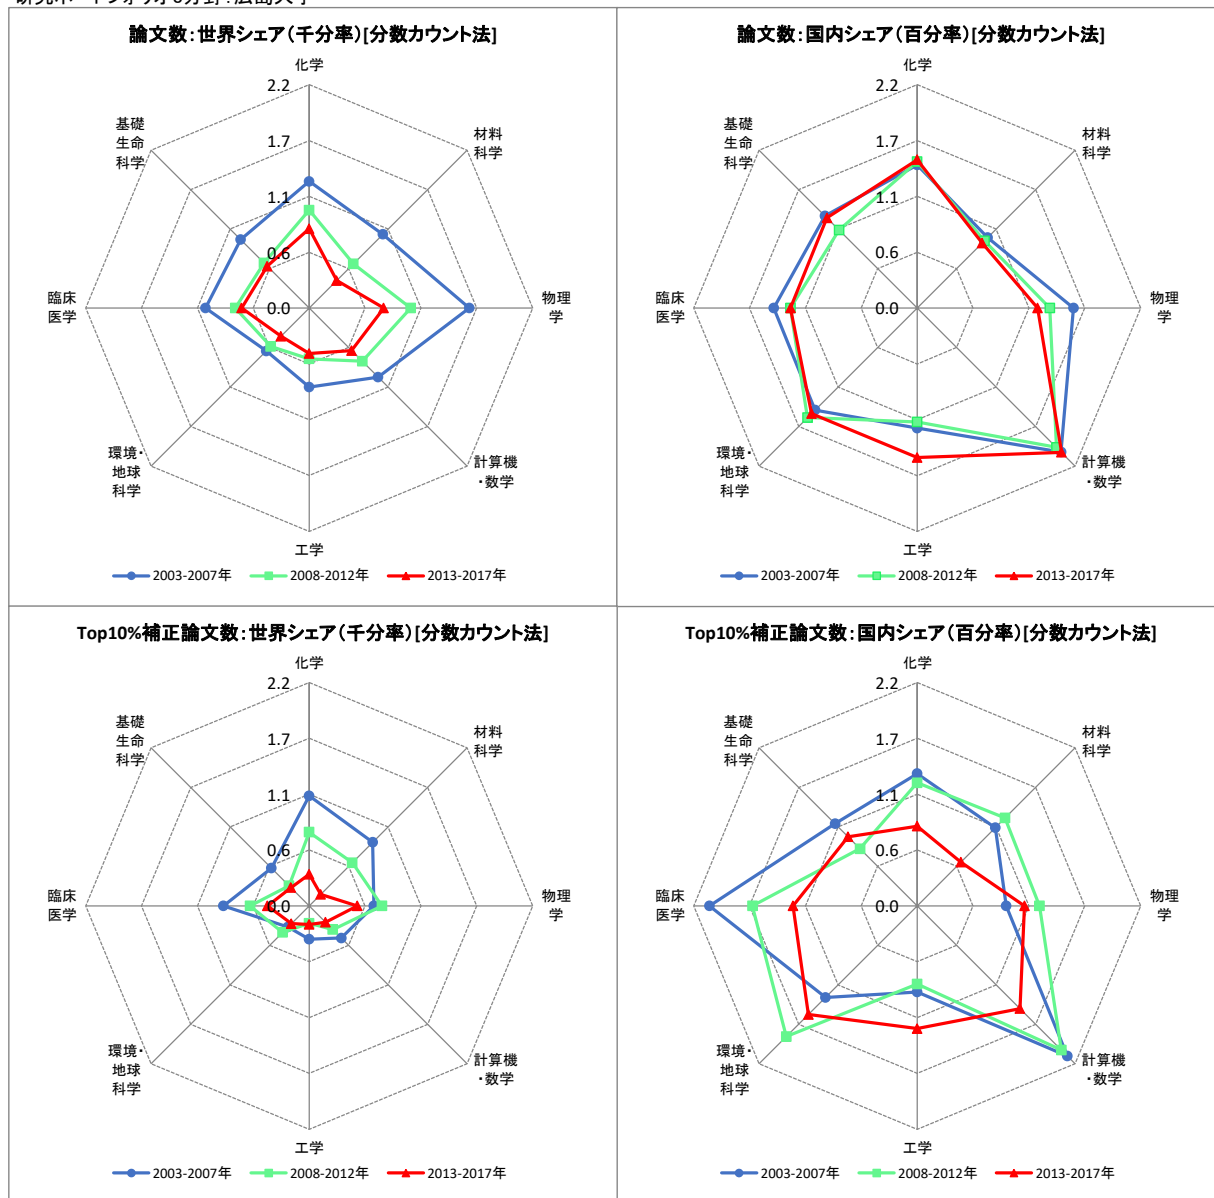 論文数：世界シェア（千分率）[分数カウント法]
化学
2.2
1.7
1.1
0.6
0.0
材料
科学
物理
学
計算機
・数学
工学
環境・
地球
科学
臨床
医学
基礎
生命
科学
2003-2007年 2008-2012年 2013-2017年
論文数：国内シェア（百分率）[分数カウント法]
化学
2.2
1.7
1.1
0.6
0.0
材料
科学
物理
学
計算機
・数学
工学
環境・
地球
科学
臨床
医学
基礎
生命
科学
2003-2007年 2008-2012年 2013-2017年
Top10%補正論文数：世界シェア（千分率）[分数カウント法]
化学
2.2
1.7
1.1
0.6
0.0
材料
科学
物理
学
計算機
・数学
工学
環境・
地球
科学
臨床
医学
基礎
生命
科学
2003-2007年 2008-2012年 2013-2017年
Top10%補正論文数：国内シェア（百分率）[分数カウント法]
化学
2.2
1.7
1.1
0.6
0.0
材料
科学
物理
学
計算機
・数学
工学
環境・
地球
科学
臨床
医学
基礎
生命
科学
2003-2007年 2008-2012年 2013-2017年